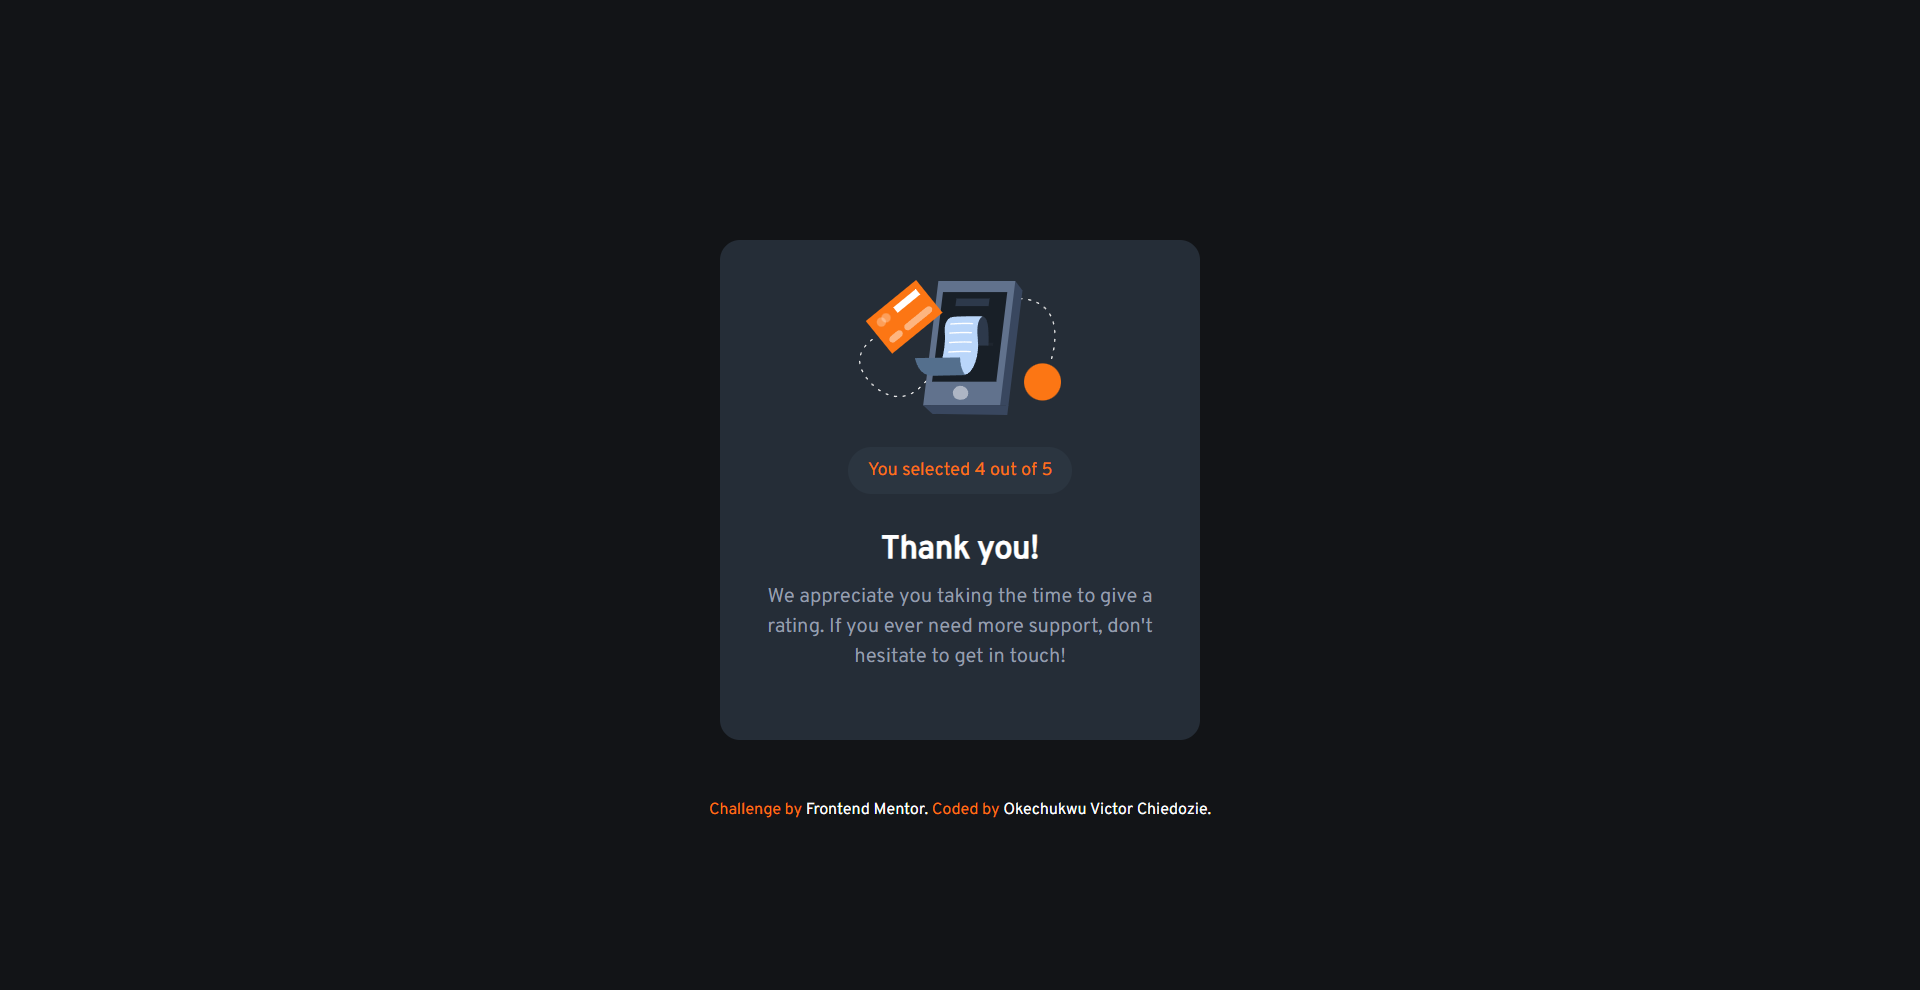 You selected 4 out of 5
Thank you!
We appreciate you taking the time to give a
rating. If you ever need more support, don't
hesitate to get in touch!
Challenge by Frontend Mentor. Coded by Okechukwu Victor Chiedozie.